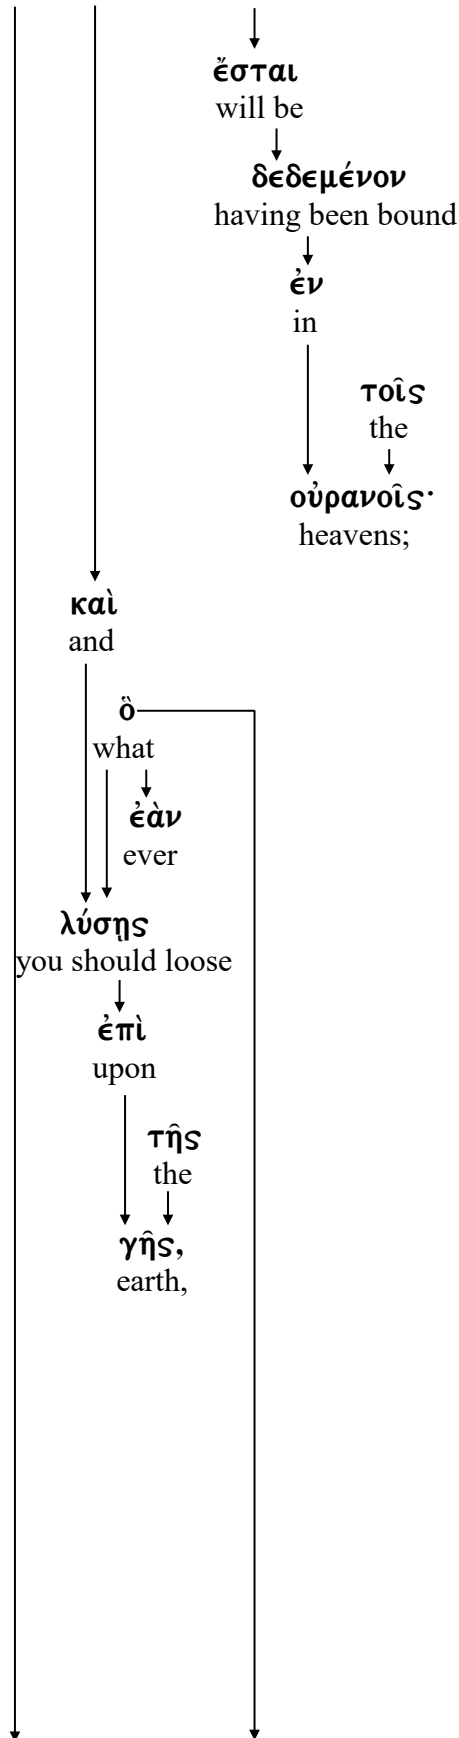 ἔσται
will be
δεδεμένον
having been bound
ἐν
in
τοῖς
the
οὐρανοῖς·
heavens;
καὶ
and
ὃ
what
ἐὰν
ever
λύσῃς
you should loose
ἐπὶ
upon
τῆς
the
γῆς,
earth,